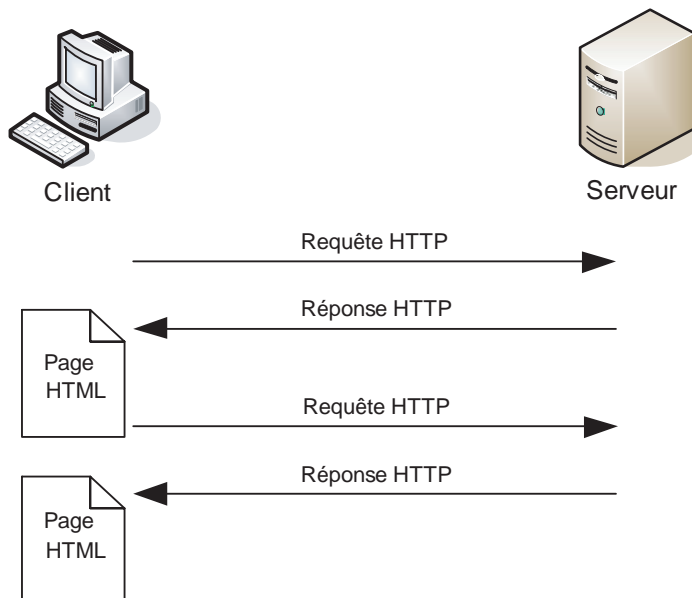 Client
Serveur
Requête HTTP
Réponse HTTP
Page
HTML
Requête HTTP
Réponse HTTP
Page
HTML